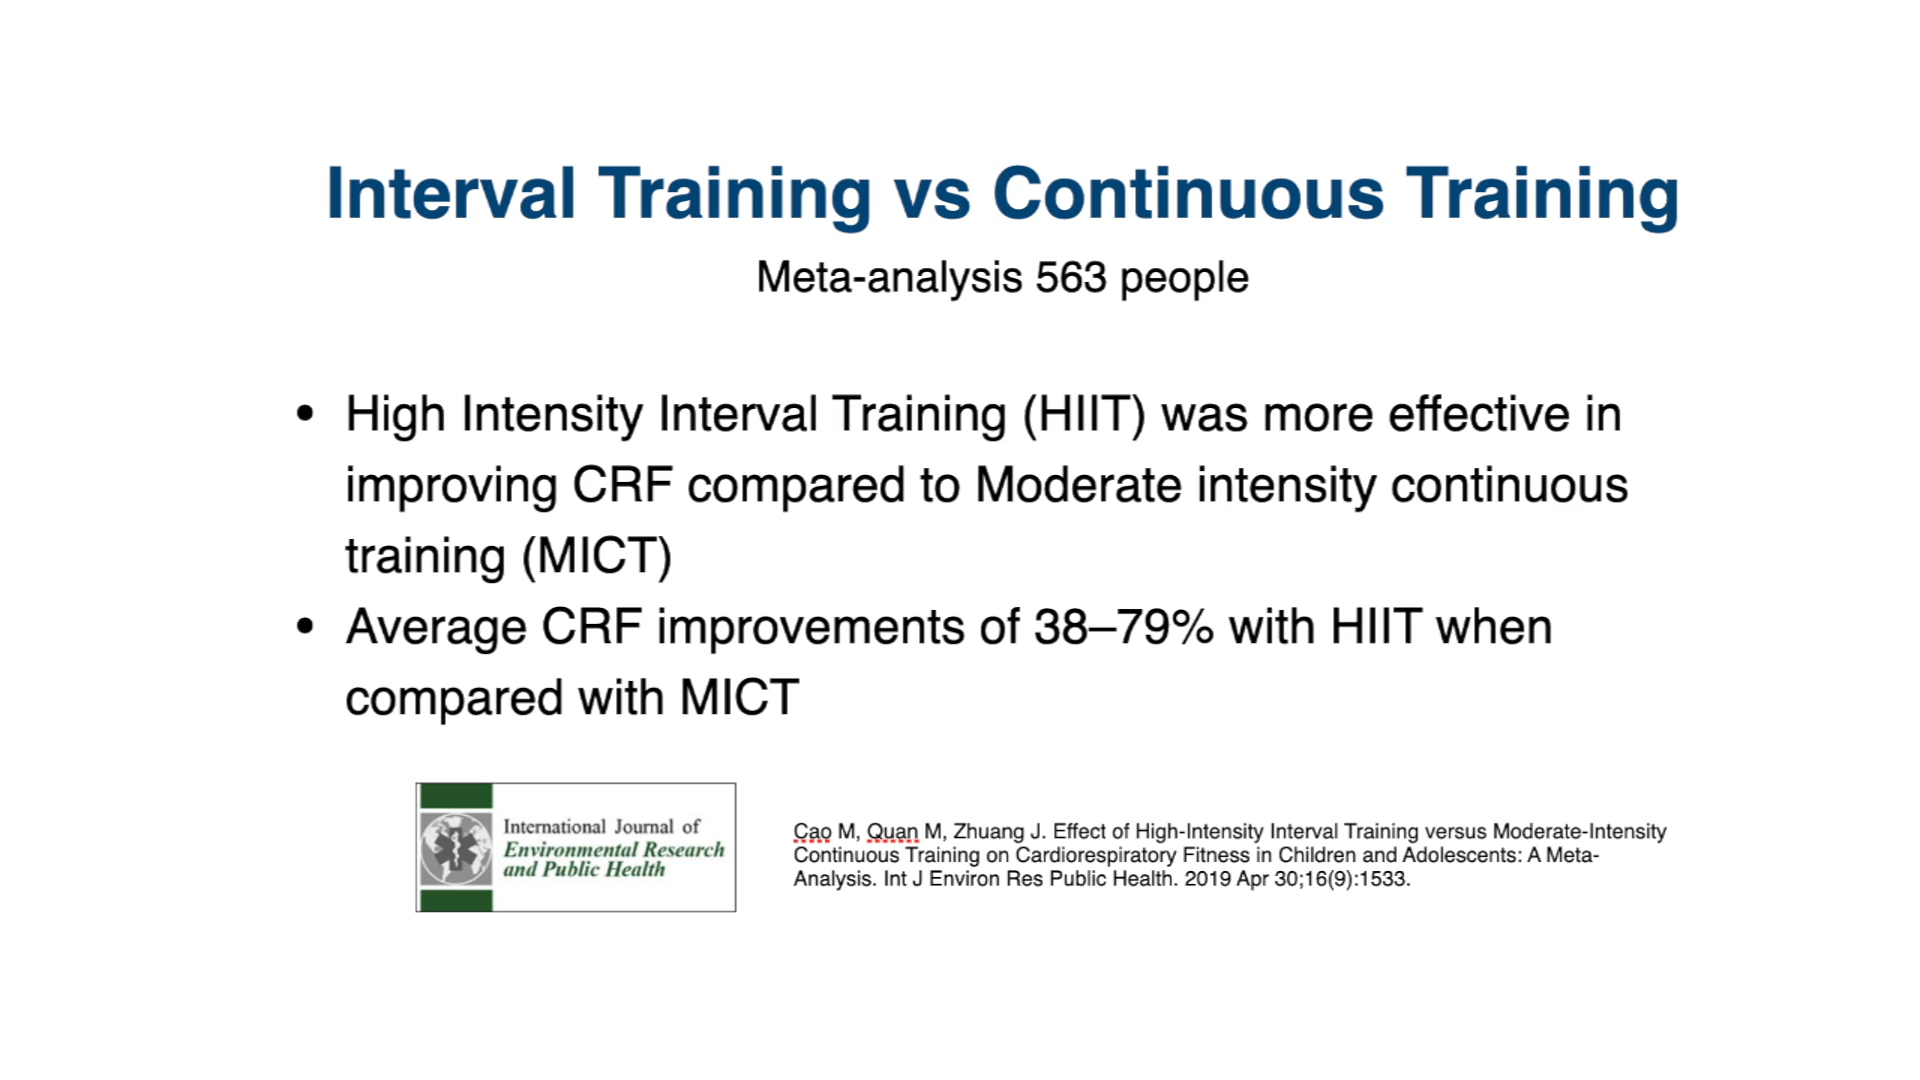 Interval Training vs Continuous Training
Meta-analysis 563 people
• High Intensity Interval Training (HIIT) was more effective in
improving CRF compared to Moderate intensity continuous
training (MICT)
• Average CRF improvements of 38–79% with HIIT when
compared with MICT
International Journal of
Environmental Research
and Public Health
Cao M, Quan M, Zhuang J. Effect of High-Intensity Interval Training versus Moderate-Intensity
Continuous Training on Cardiorespiratory Fitness in Children and Adolescents: A Meta-
Analysis. Int J Environ Res Public Health. 2019 Apr 30;16(9):1533.